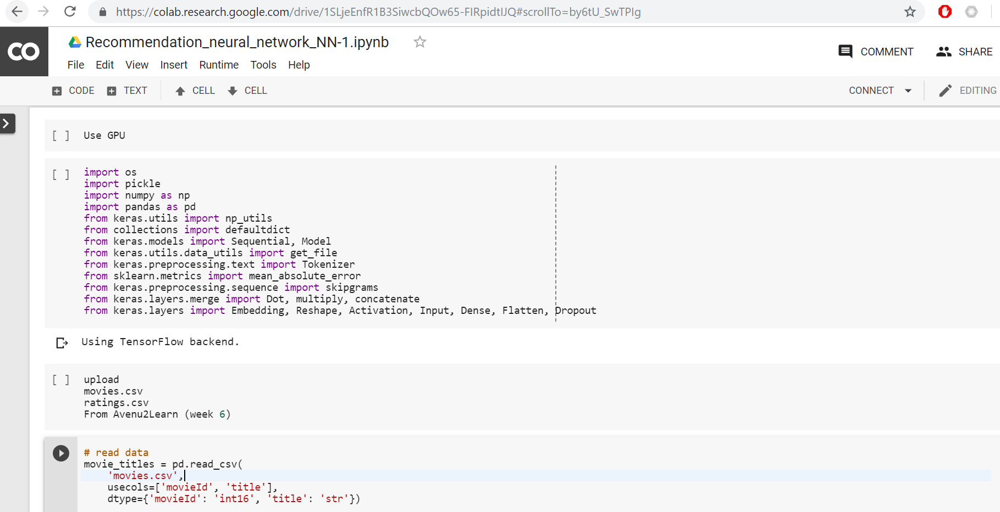 https://colab.research.google.com/drive/1SLjeEnfR1B3SiwcbQOw65-FIRpidtIJQ#scrollTo=by6tU_SwTPIg
CO
Recommendation_neural_network_NN-1.ipynb
File Edit View Insert Runtime Tools Help
COMMENT SHARE
CODE TEXT CELL CELL
CONNECT EDITING
[ ] Use GPU
[ ] import os
import pickle
import numpy as np
import pandas as pd
from keras.utils import np_utils
from collections import defaultdict
from keras.models import Sequential, Model
from keras.utils.data_utils import get_file
from keras.preprocessing.text import Tokenizer
from sklearn.metrics import mean_absolute_error
from keras.preprocessing.sequence import skipgrams
from keras.layers.merge import Dot, multiply, concatenate
from keras.layers import Embedding, Reshape, Activation, Input, Dense, Flatten, Dropout
Using TensorFlow backend.
[ ] upload
movies.csv
ratings.csv
From Avenu2Learn (week 6)
# read data
movie_titles = pd.read_csv(
'movies.csv',
usecols=['movieId', 'title'],
dtype={'movieId': 'int16', 'title': 'str'})